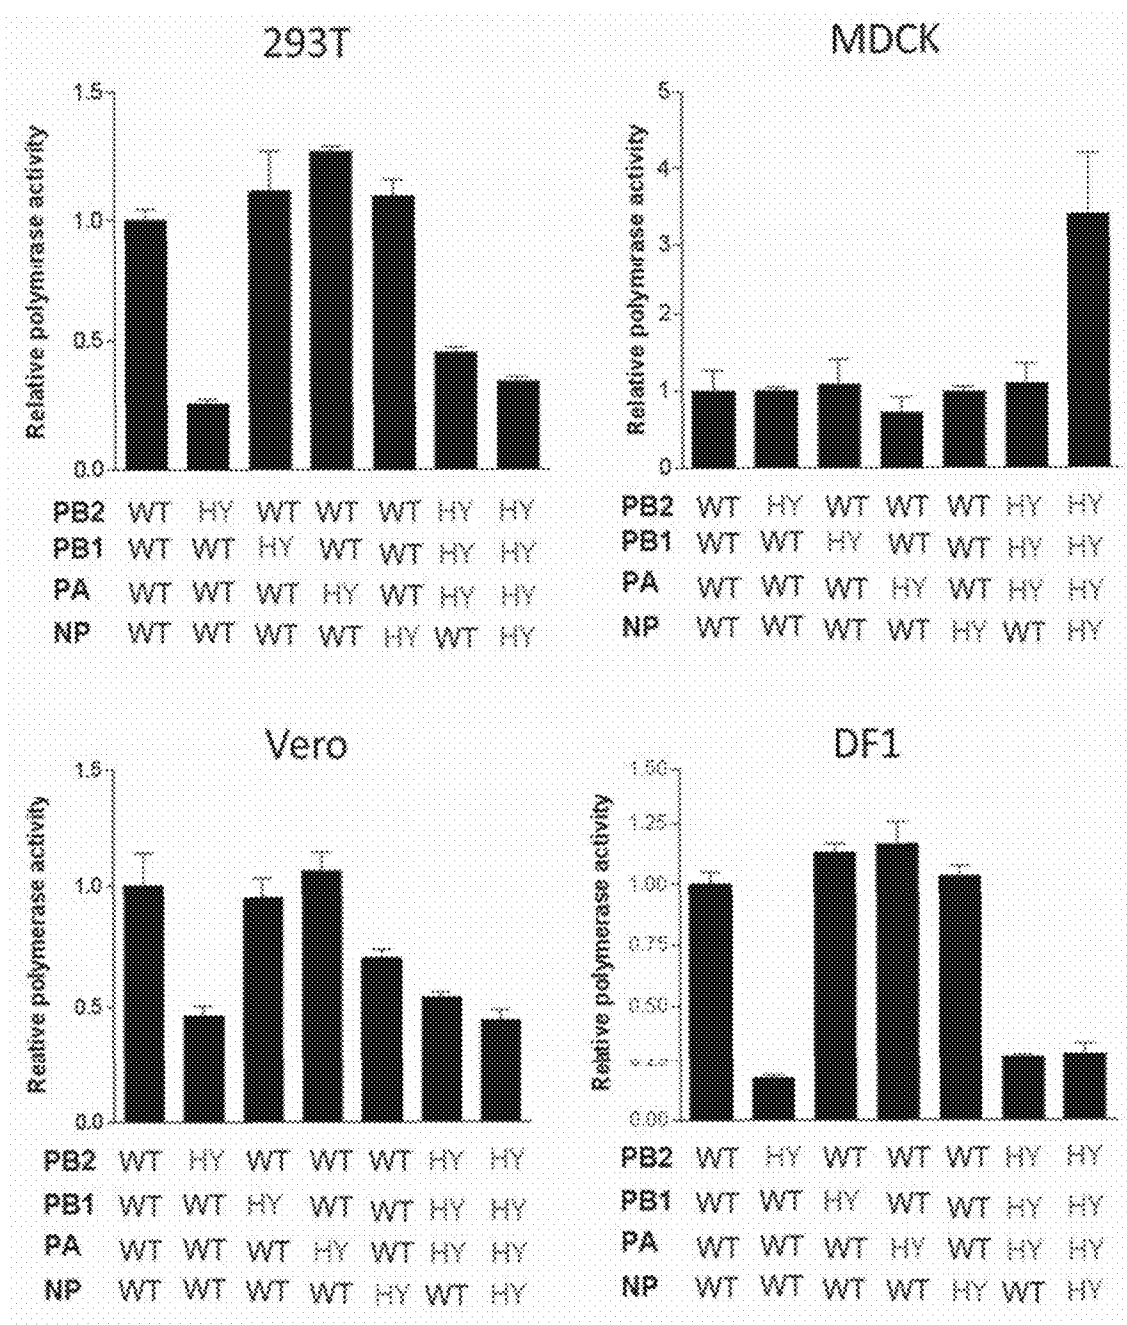 293T
Relative polymirase activity
1.5
1.0
0.5
0.0
PB2 WT HY WT WT WT HY HY
PB1 WT WT HY WT WT HY HY
PA WT WT WT HY WT HY HY
NP WT WT WT WT HY WT HY
MDCK
Relative polymirase activity
5
4
3
2
1
0
PB2 WT HY WT WT WT HY HY
PB1 WT WT HY WT WT HY HY
PA WT WT WT HY WT HY HY
NP WT WT WT WT HY WT HY
Vero
Reative polymerase activity
1.5
1.0
0.5
0.0
PB2 WT HY WT WT WT HY HY
PB1 WT WT HY WT WT HY HY
PA WT WT WT HY WT HY HY
NP WT WT WT WT HY WT HY
DF1
Relative polymerase activity
1.50
1.25
1.00
0.75
0.50
0.00
PB2 WT HY WT WT WT HY HY
PB1 WT WT HY WT WT HY HY
PA WT WT WT HY WT HY HY
NP WT WT WT WT HY WT HY